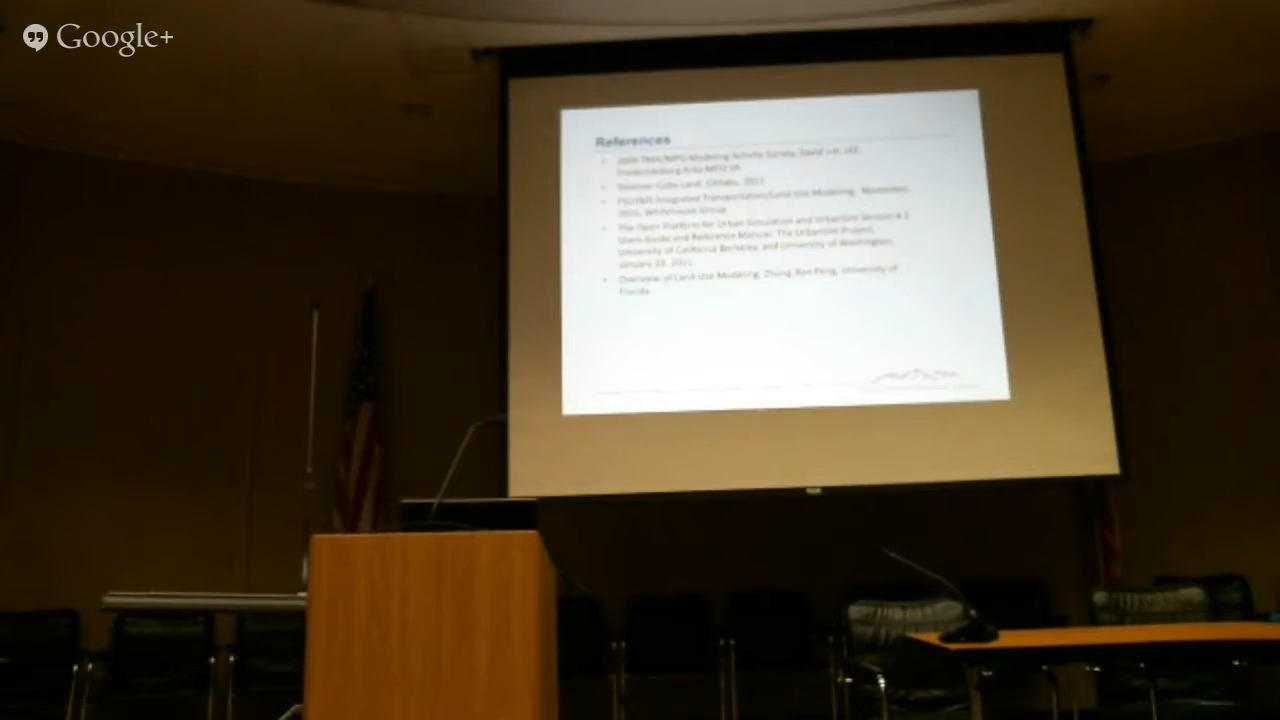 Google+
References
2009 TMA/MPO Modeling Activity Survey, David J.H. LEE,
Fredericksburg Area MPO VA
Discover Cube Land, Citilabs, 2011
Integrated Transportation/Land Use Modeling, November,
2010, Whitehouse Group
The Open Platform for Urban Simulation and UrbanSim Version 4.3
Users Guide and Reference Manual, The UrbanSim Project,
University of California Berkeley, and University of Washington,
January 23, 2011
Overview of Land Use Modeling, Zhong-Ren Peng, University of
Florida